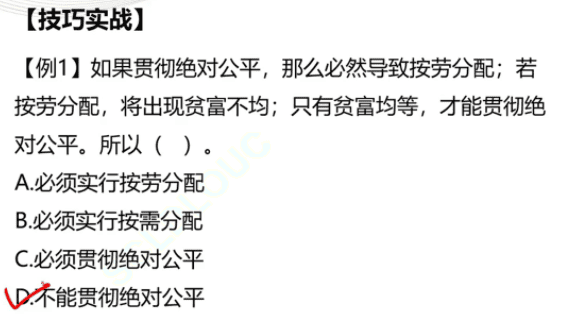 【技巧实战】
【例1】如果贯彻绝对公平，那么必然导致按劳分配；若
按劳分配，将出现贫富不均；只有贫富均等，才能贯彻绝
对公平。所以（ ）。
A.必须实行按劳分配
B.必须实行按需分配
C.必须贯彻绝对公平
D.不能贯彻绝对公平